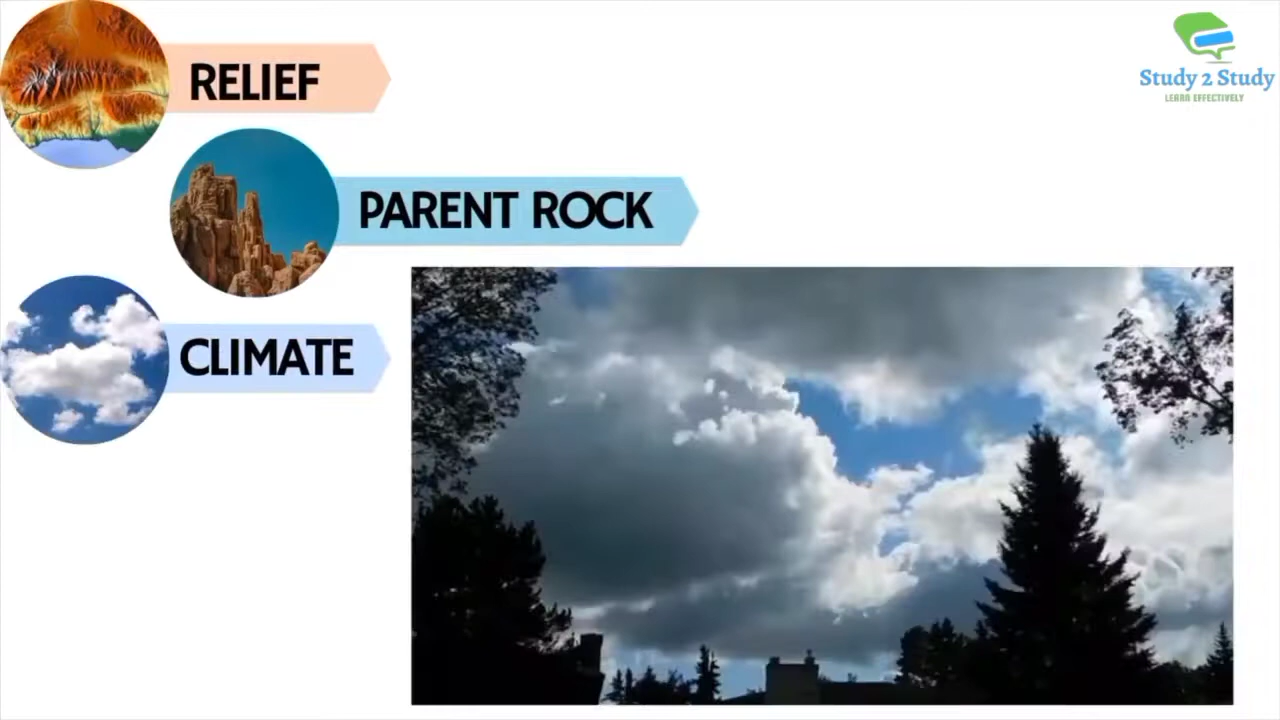 RELIEF
Study 2 Study
LEARN EFFECTIVELY
PARENT ROCK
CLIMATE